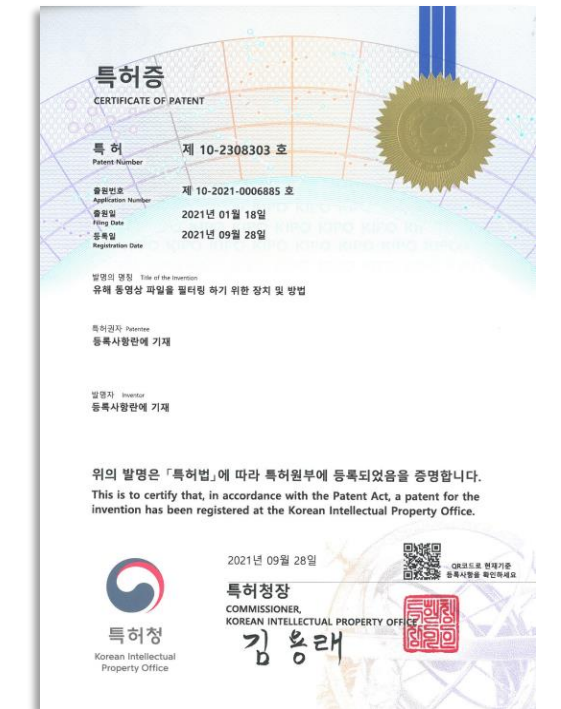 특허증
CERTIFICATE OF PATENT
특 허 제 10-2308303 호
Patent Number
출원번호 제 10-2021-0006885 호
Application Number
출원일 2021년 01월 18일
Filing Date
등록일 2021년 09월 28일
Registration Date
발명의 명칭 Title of the Invention
유해 동영상 파일을 필터링 하기 위한 장치 및 방법
특허권자 Patentee
등록사항란에 기재
발명자 Inventor
등록사항란에 기재
위의 발명은 「특허법」에 따라 특허원부에 등록되었음을 증명합니다.
This is to certify that, in accordance with the Patent Act, a patent for the
invention has been registered at the Korean Intellectual Property Office.
2021년 09월 28일
QR코드로 현재기준
등록사항을 확인하세요
특허청장
COMMISSIONER,
KOREAN INTELLECTUAL PROPERTY OFFICE
김용래
특허청
Korean Intellectual
Property Office